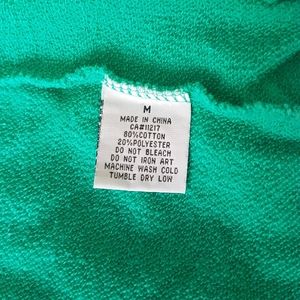 M
MADE IN CHINA
CA#11217
80%COTTON
20%POLYESTER
DO NOT BLEACH
DO NOT IRON ART
MACHINE WASH COLD
TUMBLE DRY LOW